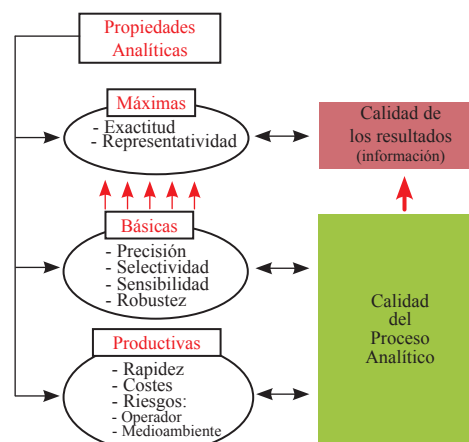 Propiedades
Analíticas
Máximas
- Exactitud
- Representatividad
Calidad de
los resultados
(información)
Básicas
- Precisión
- Selectividad
- Sensibilidad
- Robustez
Calidad
del
Proceso
Analítico
Productivas
- Rapidez
- Costes
- Riesgos:
- Operador
- Medioambiente